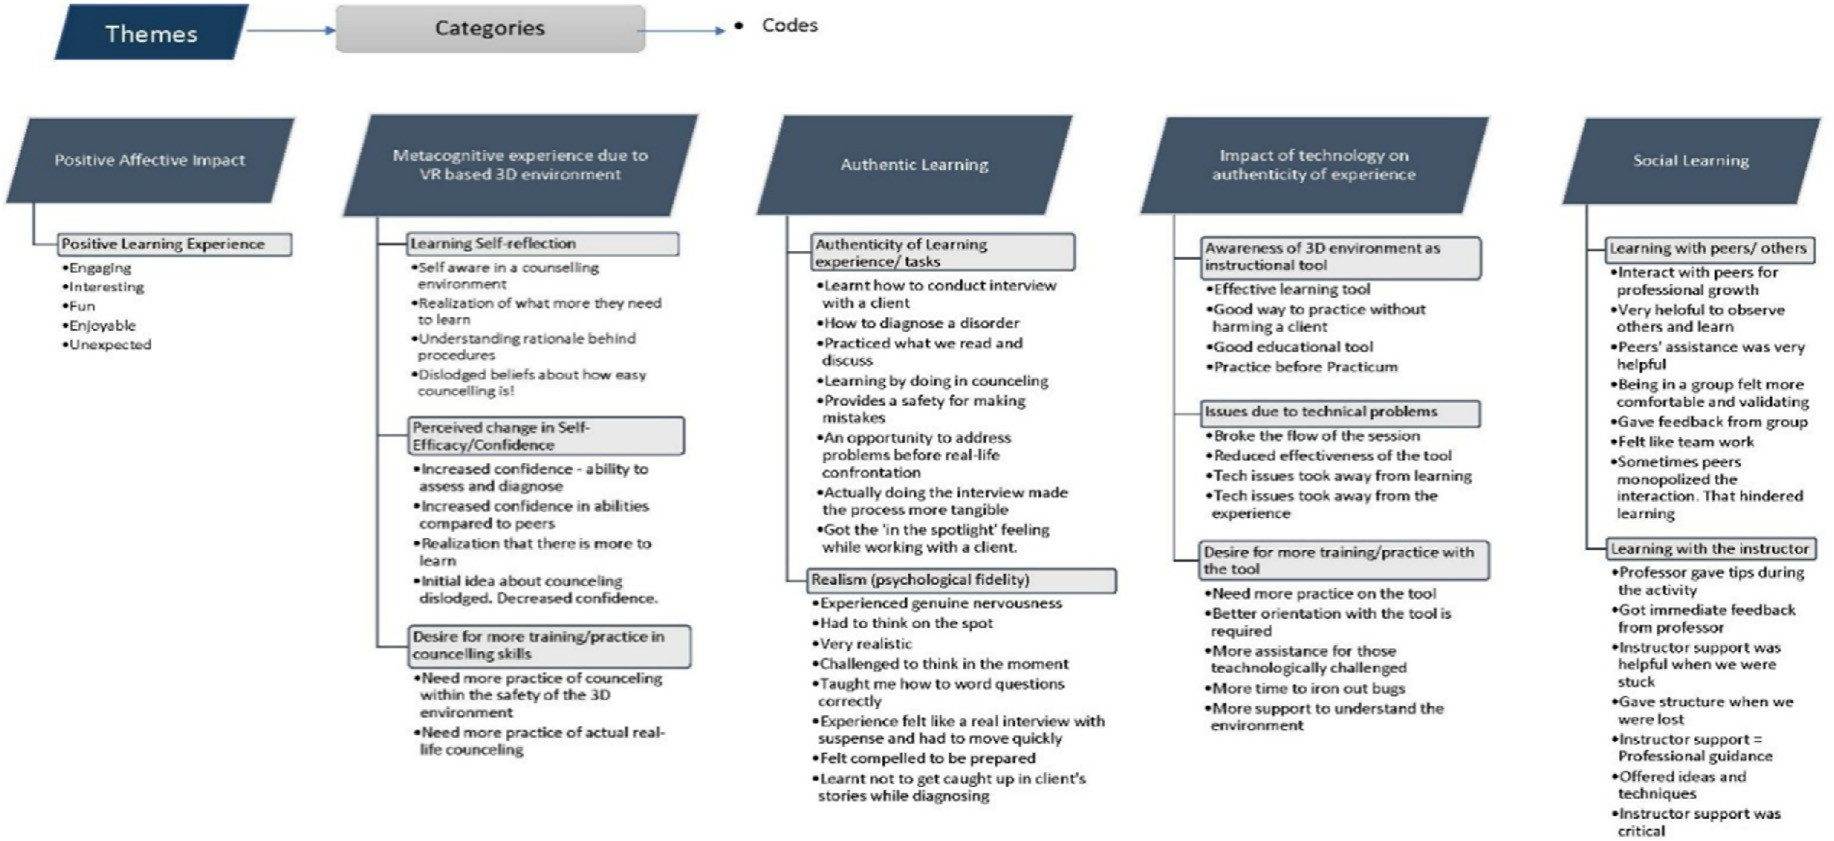 Themes
Categories
• Codes
Positive Affective Impact
Positive Learning Experience
•Engaging
•Interesting
•Fun
•Enjoyable
•Unexpected
Metacognitive experience due to
VR based 3D environment
Learning Self-reflection
•Self aware in a counselling
environment
•Realization of what more they need
to learn
•Understanding rationale behind
procedures
•Dislodged beliefs about how easy
councelling is!
Perceived change in Self-
Efficacy/Confidence
•Increased confidence - ability to
assess and diagnose
•Increased confidence in abilities
compared to peers
•Realization that there is more to
learn
•Initial idea about counceling
dislodged. Decreased confidence.
Desire for more training/practice in
councelling skills
•Need more practice of counceling
within the safety of the 3D
environment
•Need more practice of actual real-
life counceling
Authentic Learning
Authenticity of Learning
experience/ tasks
•Learnt how to conduct interview
with a client
•How to diagnose a disorder
•Practiced what we read and
discuss
•Learning by doing in counceling
•Provides a safety for making
mistakes
•An opportunity to address
problems before real-life
confrontation
•Actually doing the interview made
the process more tangible
•Got the 'in the spotlight' feeling
while working with a client.
Realism (psychological fidelity)
•Experienced genuine nervousness
•Had to think on the spot
•Very realistic
•Challenged to think in the moment
•Taught me how to word questions
correctly
•Experience felt like a real interview with
suspense and had to move quickly
•Felt compelled to be prepared
•Learnt not to get caught up in client's
stories while diagnosing
Impact of technology on
authenticity of experience
Awareness of 3D environment as
instructional tool
•Effective learning tool
•Good way to practice without
harming a client
•Good educational tool
•Practice before Practicum
Issues due to technical problems
•Broke the flow of the session
•Reduced effectiveness of the tool
•Tech issues took away from learning
•Tech issues took away from the
experience
Desire for more training/practice with
the tool
•Need more practice on the tool
•Better orientation with the tool is
required
•More assistance for those
teachnologically challenged
•More time to iron out bugs
•More support to understand the
environment
Social Learning
Learning with peers/ others
•Interact with peers for
professional growth
•Very heloful to observe
others and learn
•Peers' assistance was very
helpful
•Being in a group felt more
comfortable and validating
•Gave feedback from group
•Felt like team work
•Sometimes peers
monopolized the
interaction. That hindered
learning
Learning with the instructor
•Professor gave tips during
the activity
•Got immediate feedback
from professor
•Instructor support was
helpful when we were
stuck
•Gave structure when we
were lost
•Instructor support =
Professional guidance
•Offered ideas and
techniques
•Instructor support was
critical